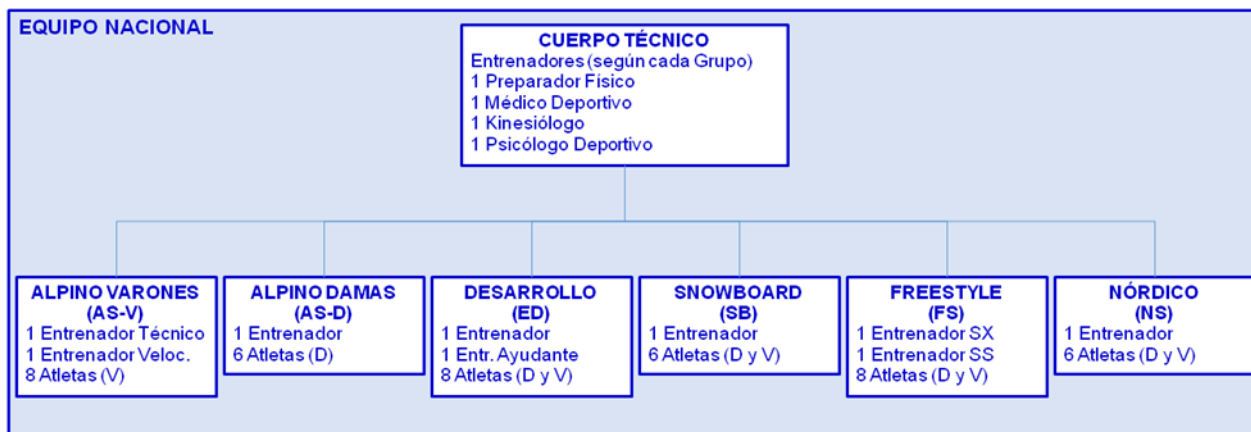 EQUIPO NACIONAL
CUERPO TÉCNICO
Entrenadores (según cada Grupo)
1 Preparador Físico
1 Médico Deportivo
1 Kinesiólogo
1 Psicólogo Deportivo
ALPINO VARONES
(AS-V)
1 Entrenador Técnico
1 Entrenador Veloc.
8 Atletas (V)
ALPINO DAMAS
(AS-D)
1 Entrenador
6 Atletas (D)
DESARROLLO
(ED)
1 Entrenador
1 Entr. Ayudante
8 Atletas (D y V)
SNOWBOARD
(SB)
1 Entrenador
6 Atletas (D y V)
FREESTYLE
(FS)
1 Entrenador SX
1 Entrenador SS
8 Atletas (D y V)
NÓRDICO
(NS)
1 Entrenador
6 Atletas (D y V)